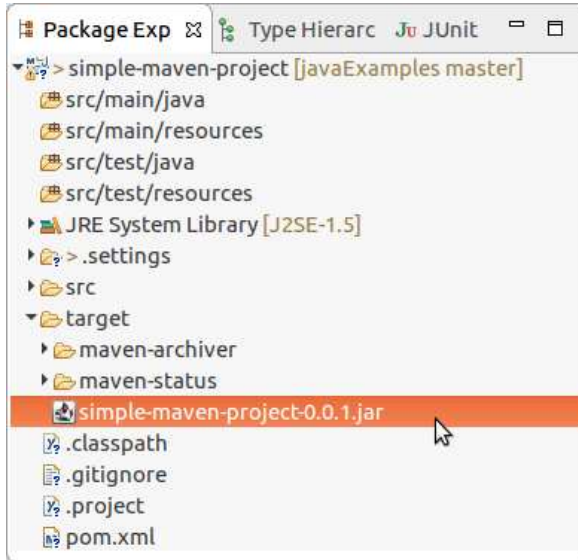 Package Exp Type Hierarc Ju JUnit
> simple-maven-project [javaExamples master]
src/main/java
src/main/resources
src/test/java
src/test/resources
JRE System Library [J2SE-1.5]
> .settings
src
target
maven-archiver
maven-status
simple-maven-project-0.0.1.jar
.classpath
.gitignore
.project
pom.xml